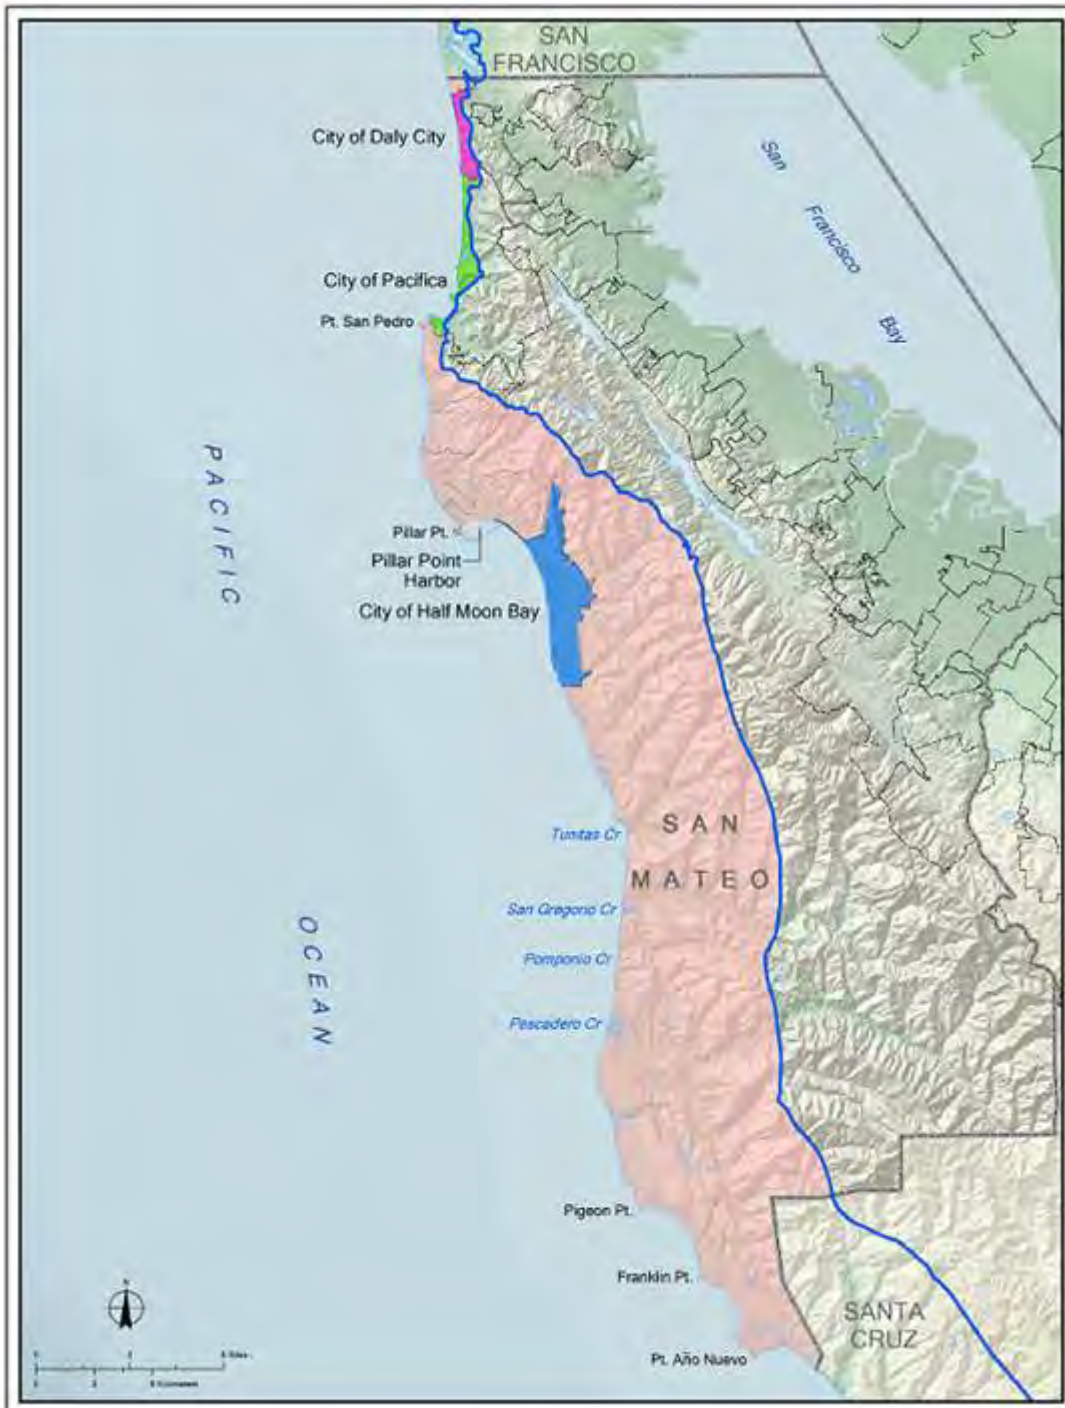 SAN
FRANCISCO
City of Daly City
San
Francisco
Bay
City of Pacifica
Pt. San Pedro
PACIFIC
Pillar Pt.
Pillar Point
Harbor
City of Half Moon Bay
SAN
Tunitas Cr
MATEO
San Gregorio Cr
OCEAN
Pomponio Cr
Pescadero Cr
Pigeon Pt.
Franklin Pt.
N
SANTA
CRUZ
Pt. Año Nuevo